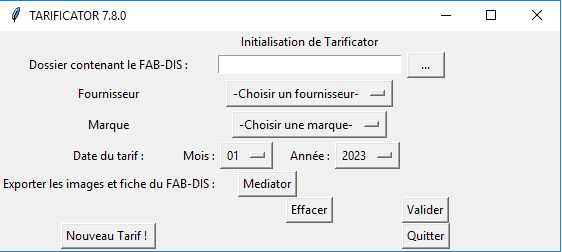 TARIFICATOR 7.8.0
Initialisation de Tarificator
Dossier contenant le FAB-DIS : ...
Fournisseur -Choisir un fournisseur-
Marque -Choisir une marque-
Date du tarif : Mois : 01 Année : 2023
Exporter les images et fiche du FAB-DIS : Mediator
Effacer Valider
Nouveau Tarif ! Quitter